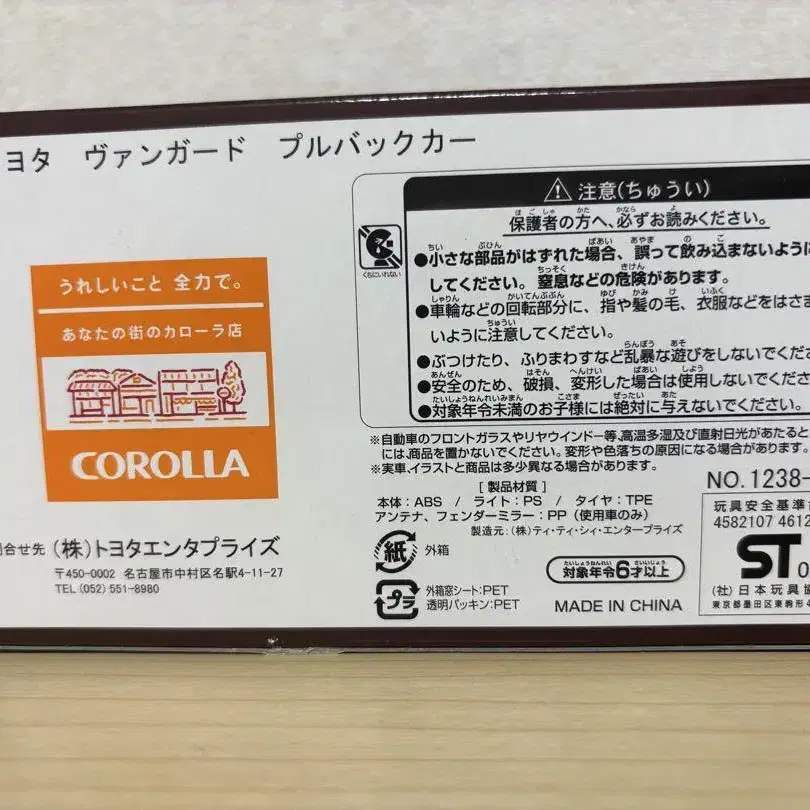 ヨタ ヴァンガード プルバックカー
うれしいこと 全力で。
あなたの街のカローラ店
COROLLA
合せ先 (株)トヨタエンタプライズ
〒450-0002 名古屋市中村区名駅4-11-27
TEL (052) 551-8980
注意(ちゅうい)
保護者の方へ、必ずお読みください。
くちにいれない
●小さな部品がはずれた場合、誤って飲み込まないように
してください。窒息などの危険があります。
●車輪などの回転部分に、指や髪の毛、衣服などをはさま
いように注意してください。
●ぶつけたり、ふりまわすなど乱暴な遊びをしないでくださ
●安全のため、破損、変形した場合は使用しないでくださ
●対象年令未満のお子様には絶対に与えないでください。
※自動車のフロントガラスやリヤウインドー等、高温多湿及び直射日光があたると
には、商品を置かないでください。変形や色落ちの原因になる場合があります。
※実車、イラストと商品は多少異なる場合があります。
[製品材質]
本体:ABS / ライト:PS / タイヤ:TPE
アンテナ、フェンダーミラー:PP(使用車のみ)
製造元:(株)ティ・ティ・シィ・エンタープライズ
紙 外箱
プラ 外箱窓シート:PET
透明パッキン:PET
対象年令6才以上
MADE IN CHINA
NO.1238-
玩具安全基準
4582107 4612
ST 0
(社)日本玩具協
東京都墨田区東駒形4